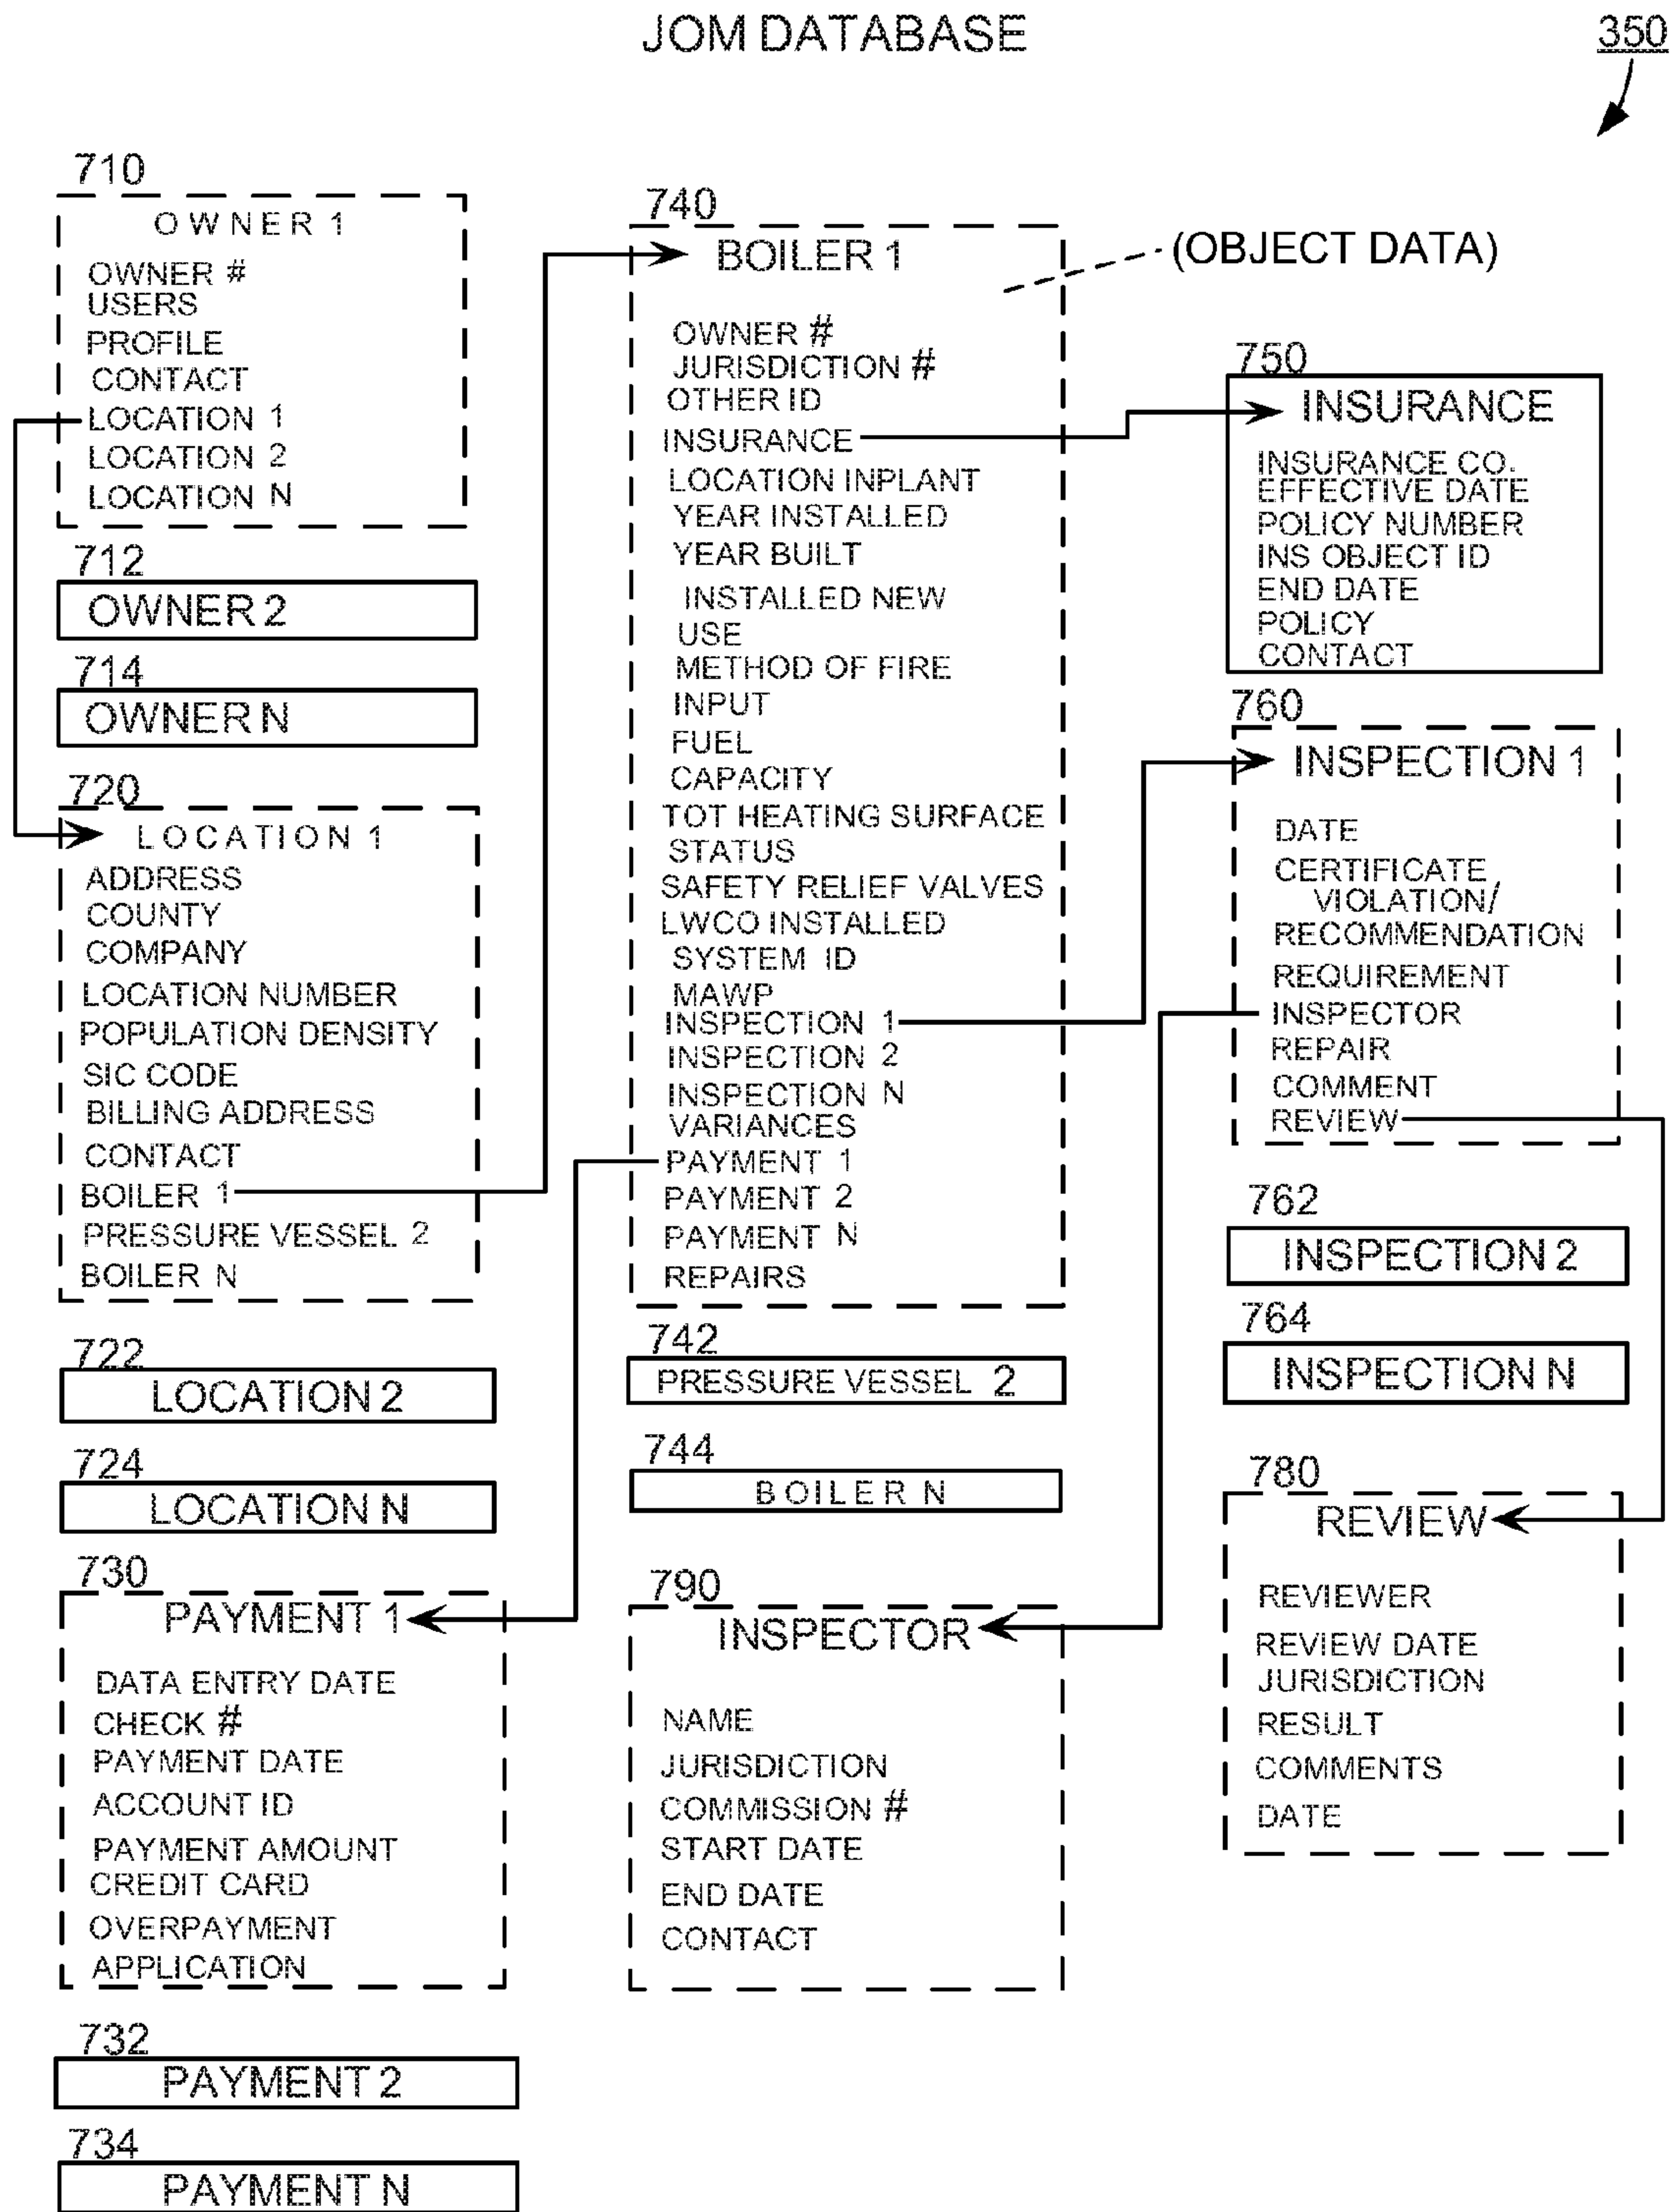 JOM DATABASE
350
710
OWNER 1
OWNER #
USERS
PROFILE
CONTACT
LOCATION 1
LOCATION 2
LOCATION N
712
OWNER 2
714
OWNER N
720
LOCATION 1
ADDRESS
COUNTY
COMPANY
LOCATION NUMBER
POPULATION DENSITY
SIC CODE
BILLING ADDRESS
CONTACT
BOILER 1
PRESSURE VESSEL 2
BOILER N
722
LOCATION 2
724
LOCATION N
730
PAYMENT 1
DATA ENTRY DATE
CHECK #
PAYMENT DATE
ACCOUNT ID
PAYMENT AMOUNT
CREDIT CARD
OVERPAYMENT
APPLICATION
732
PAYMENT 2
734
PAYMENT N
740
BOILER 1
(OBJECT DATA)
OWNER #
JURISDICTION #
OTHER ID
INSURANCE
LOCATION INPLANT
YEAR INSTALLED
YEAR BUILT
INSTALLED NEW
USE
METHOD OF FIRE
INPUT
FUEL
CAPACITY
TOT HEATING SURFACE
STATUS
SAFETY RELIEF VALVES
LWCO INSTALLED
SYSTEM ID
MAWP
INSPECTION 1
INSPECTION 2
INSPECTION N
VARIANCES
PAYMENT 1
PAYMENT 2
PAYMENT N
REPAIRS
742
PRESSURE VESSEL 2
744
BOILER N
790
INSPECTOR
NAME
JURISDICTION
COMMISSION #
START DATE
END DATE
CONTACT
750
INSURANCE
INSURANCE CO.
EFFECTIVE DATE
POLICY NUMBER
INS OBJECT ID
END DATE
POLICY
CONTACT
760
INSPECTION 1
DATE
CERTIFICATE
VIOLATION/
RECOMMENDATION
REQUIREMENT
INSPECTOR
REPAIR
COMMENT
REVIEW
762
INSPECTION 2
764
INSPECTION N
780
REVIEW
REVIEWER
REVIEW DATE
JURISDICTION
RESULT
COMMENTS
DATE